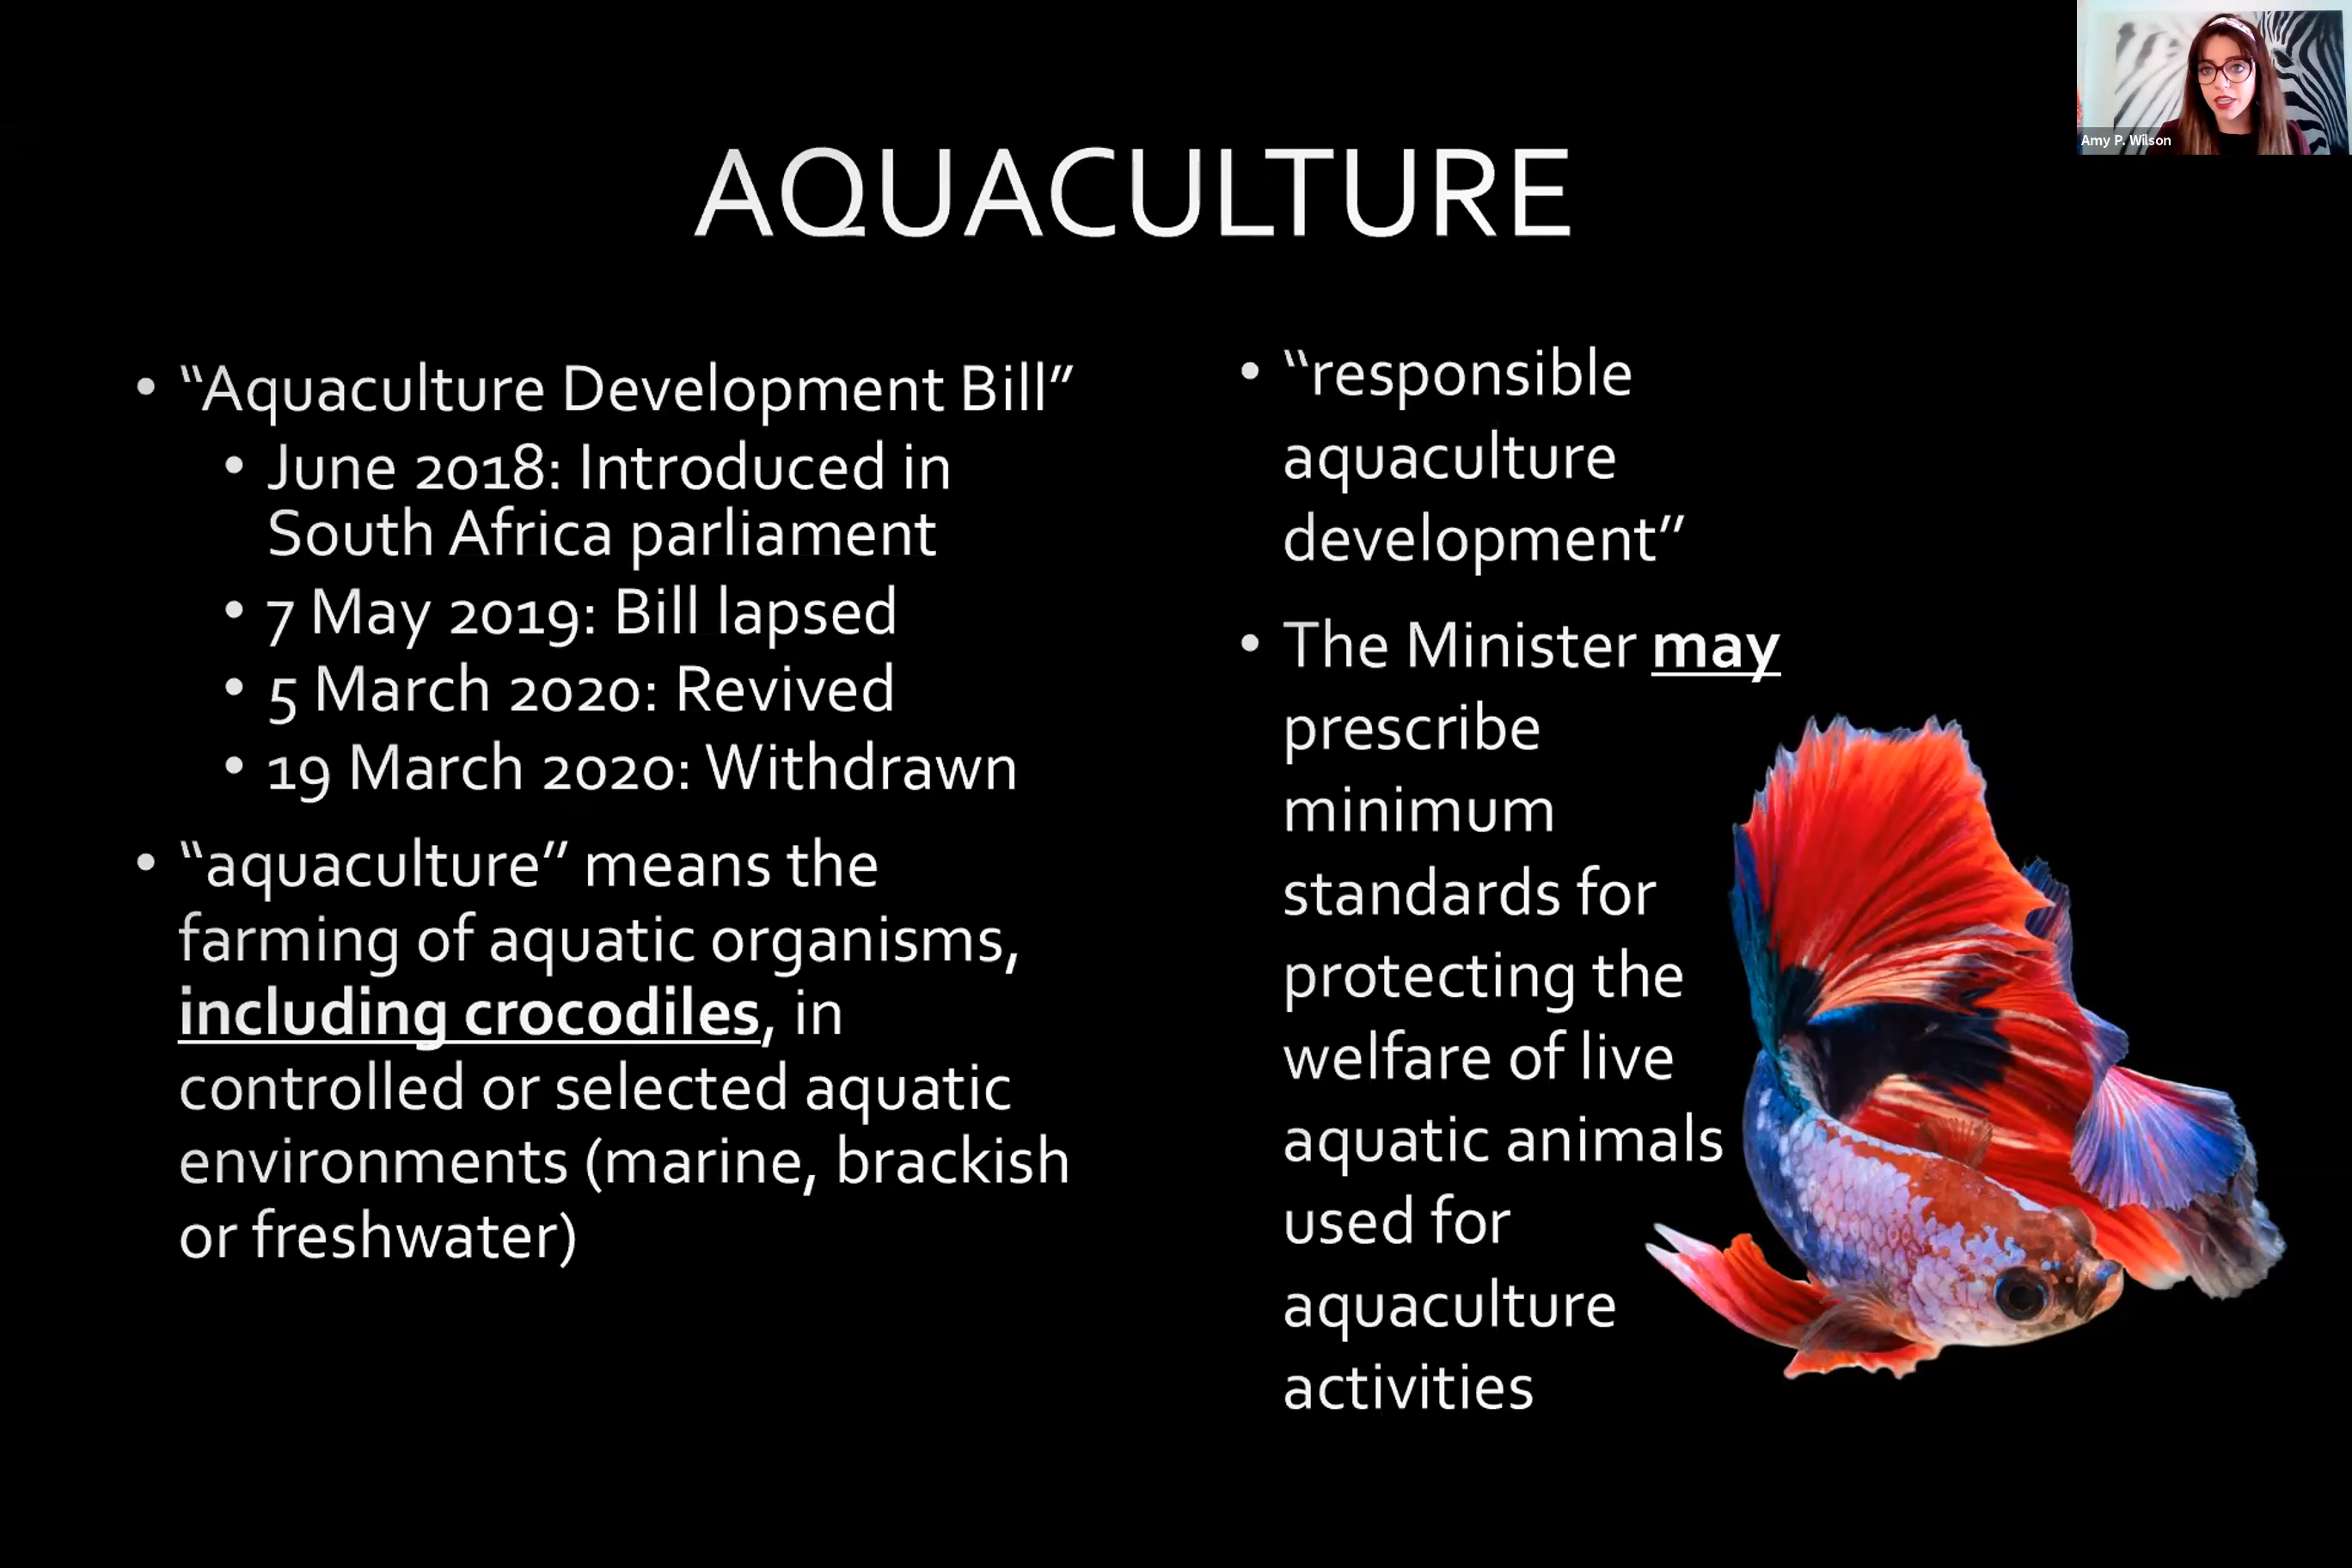 Amy P. Wilson
AQUACULTURE
• “Aquaculture Development Bill”
• June 2018: Introduced in
South Africa parliament
• 7 May 2019: Bill lapsed
• 5 March 2020: Revived
• 19 March 2020: Withdrawn
• “aquaculture” means the
farming of aquatic organisms,
including crocodiles, in
controlled or selected aquatic
environments (marine, brackish
or freshwater)
• “responsible
aquaculture
development”
• The Minister may
prescribe
minimum
standards for
protecting the
welfare of live
aquatic animals
used for
aquaculture
activities